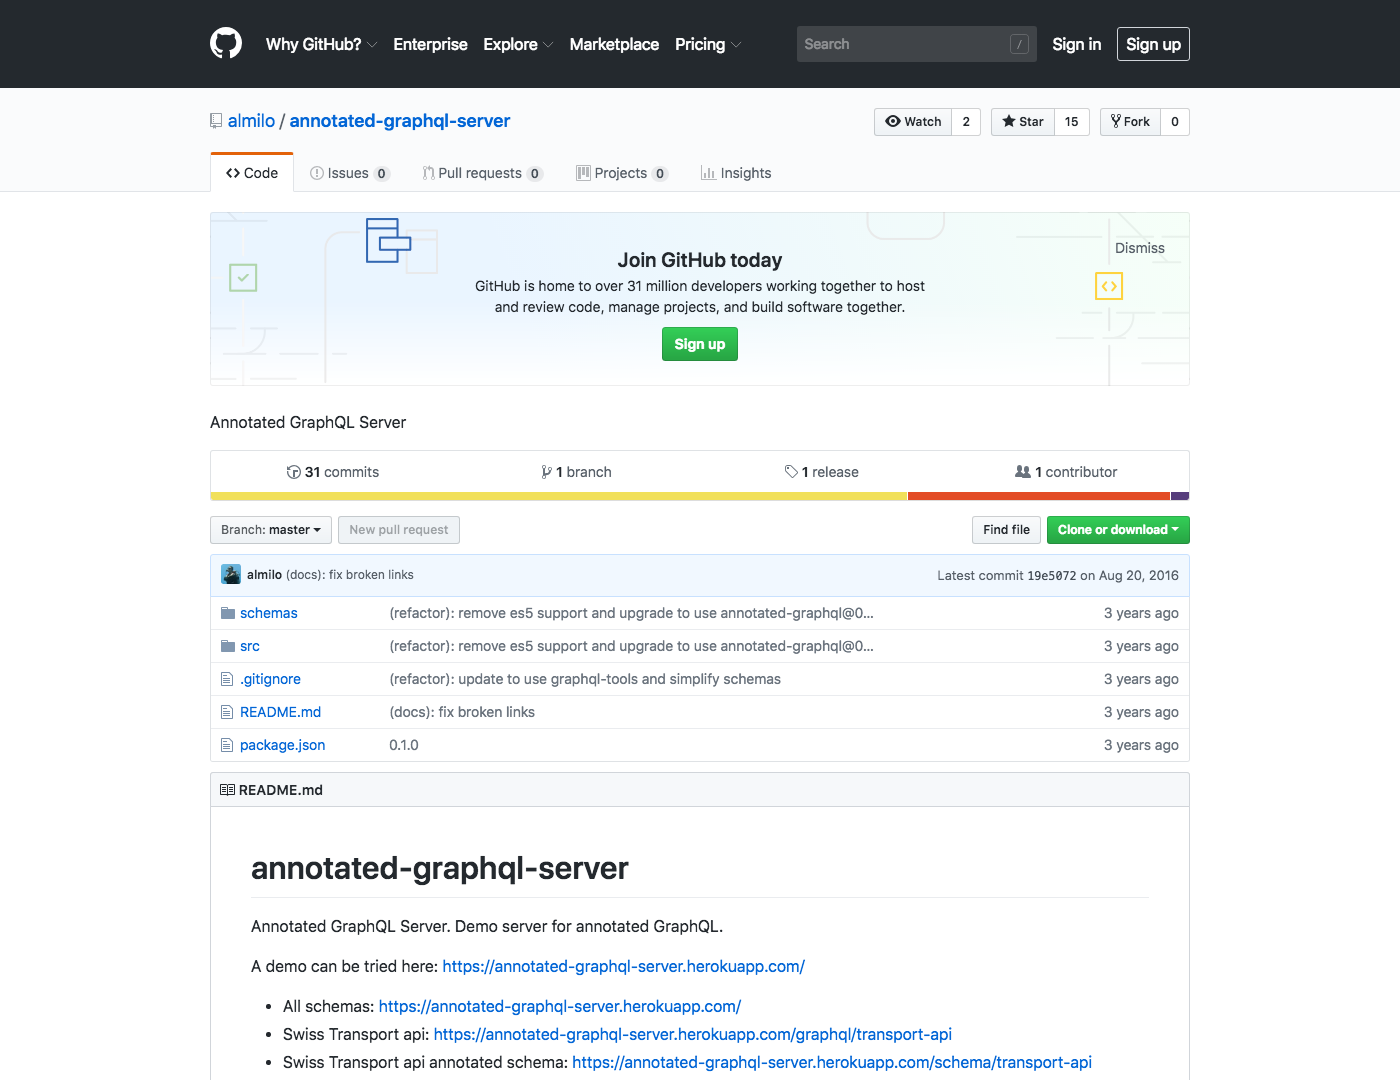 Why GitHub? Enterprise Explore Marketplace Pricing Search / Sign in Sign up
almilo / annotated-graphql-server Watch 2 Star 15 Fork 0
Code Issues 0 Pull requests 0 Projects 0 Insights
Dismiss
Join GitHub today
GitHub is home to over 31 million developers working together to host
and review code, manage projects, and build software together.
Sign up
Annotated GraphQL Server
31 commits 1 branch 1 release 1 contributor
Branch: master New pull request Find file Clone or download
almilo (docs): fix broken links Latest commit 19e5072 on Aug 20, 2016
schemas (refactor): remove es5 support and upgrade to use annotated-graphql@0… 3 years ago
src (refactor): remove es5 support and upgrade to use annotated-graphql@0… 3 years ago
.gitignore (refactor): update to use graphql-tools and simplify schemas 3 years ago
README.md (docs): fix broken links 3 years ago
package.json 0.1.0 3 years ago
README.md
annotated-graphql-server
Annotated GraphQL Server. Demo server for annotated GraphQL.
A demo can be tried here: https://annotated-graphql-server.herokuapp.com/
• All schemas: https://annotated-graphql-server.herokuapp.com/
• Swiss Transport api: https://annotated-graphql-server.herokuapp.com/graphql/transport-api
• Swiss Transport api annotated schema: https://annotated-graphql-server.herokuapp.com/schema/transport-api